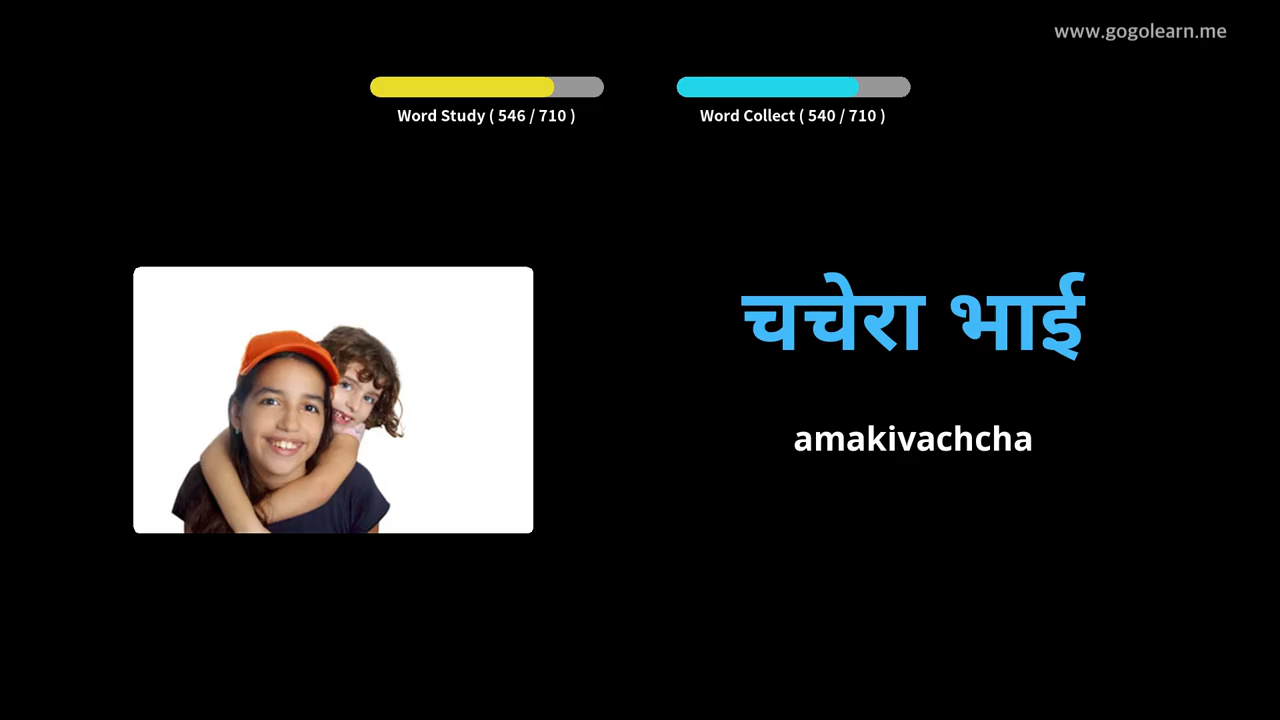 www.gogolearn.me
Word Study ( 546 / 710 )
Word Collect ( 540 / 710 )
चचेरा भाई
amakivachcha